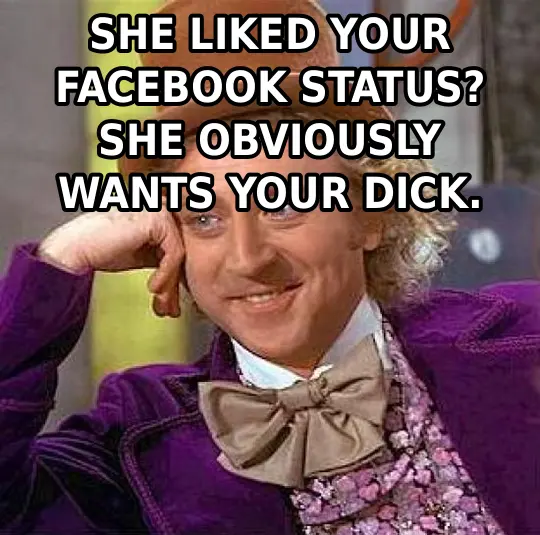 SHE LIKED YOUR
FACEBOOK STATUS?
SHE OBVIOUSLY
WANTS YOUR DICK.